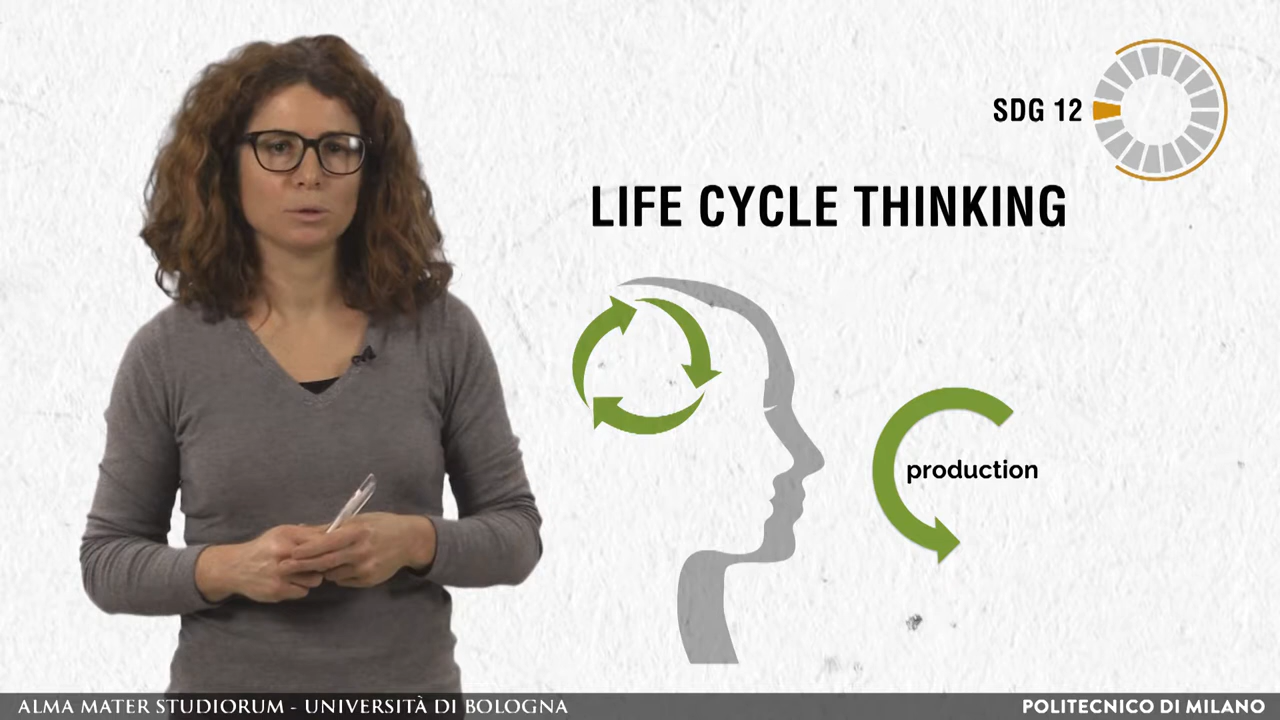 SDG 12
LIFE CYCLE THINKING
production
ALMA MATER STUDIORUM - UNIVERSITÀ DI BOLOGNA
POLITECNICO DI MILANO